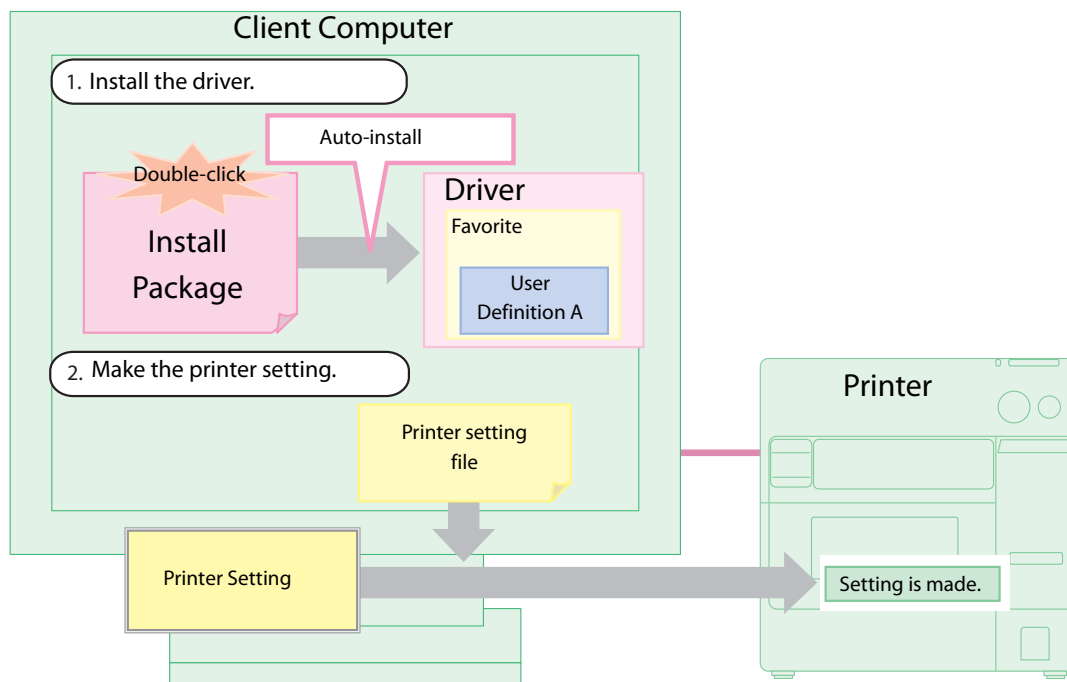 Client Computer
1. Install the driver.
Auto-install
Double-click
Install
Package
Driver
Favorite
User
Definition A
2. Make the printer setting.
Printer setting
file
Printer
Printer Setting
Setting is made.